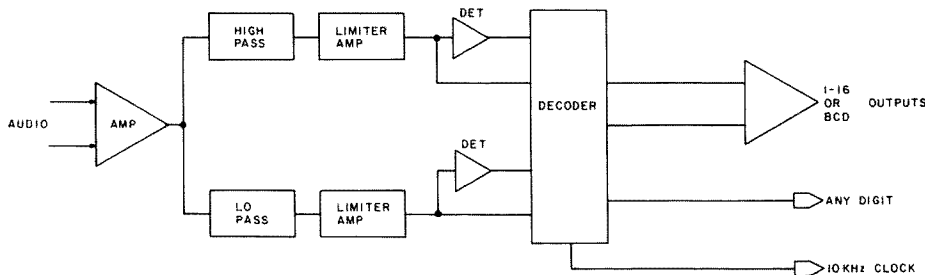 HIGH
PASS
LIMITER
AMP
DET
AUDIO
AMP
DECODER
1-16
OR
BCD
OUTPUTS
DET
LO
PASS
LIMITER
AMP
ANY DIGIT
10KHz CLOCK